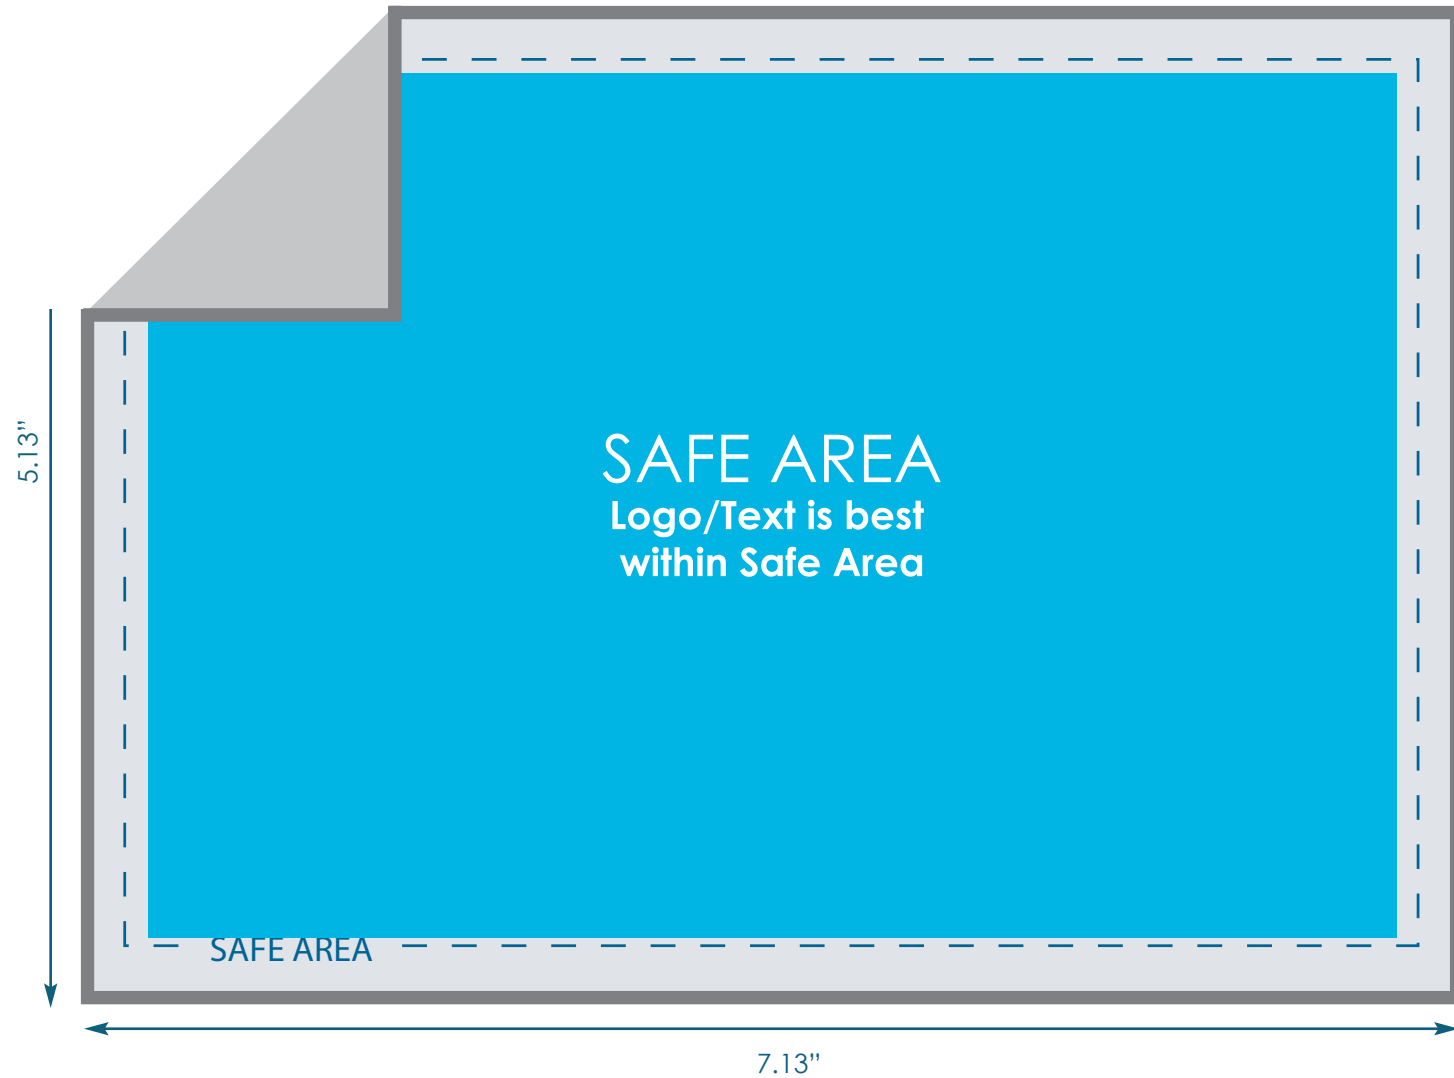 5.13”
SAFE AREA
Logo/Text is best
within Safe Area
SAFE AREA
7.13”